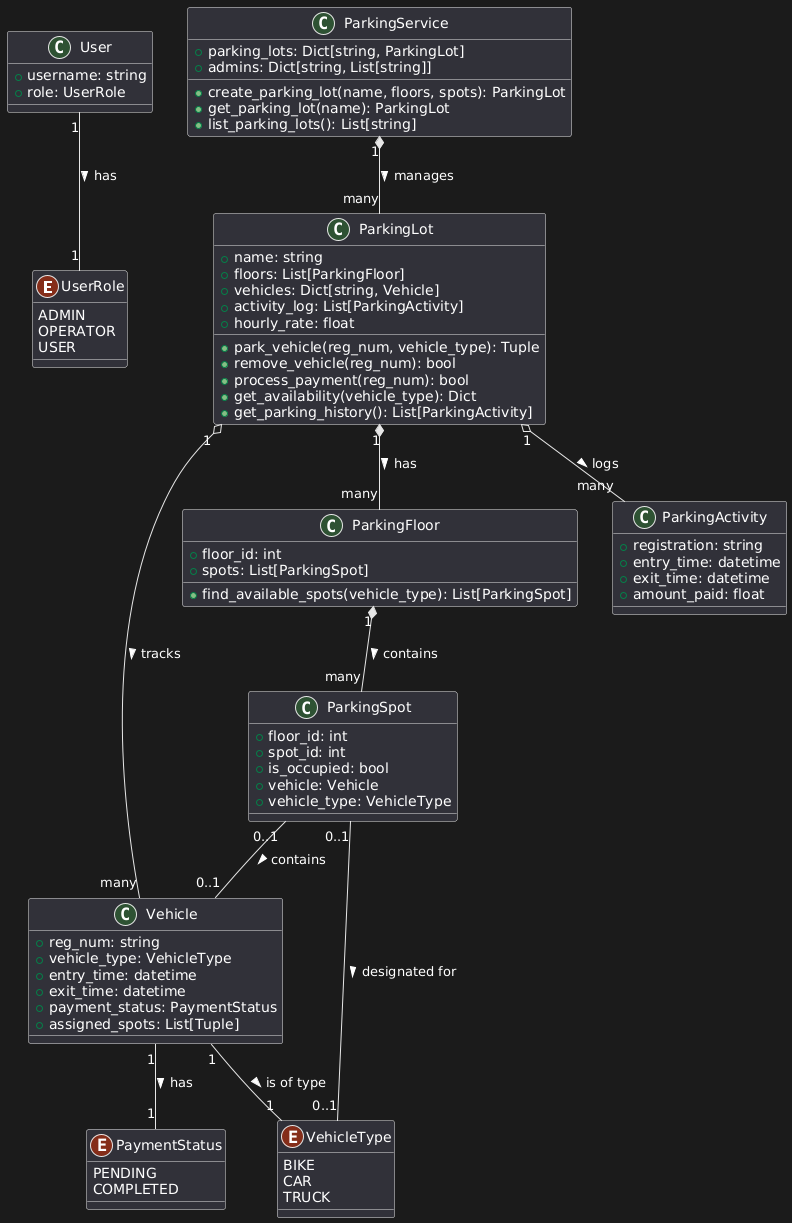 C User
username: string
role: UserRole
C ParkingService
parking_lots: Dict[string, ParkingLot]
admins: Dict[string, List[string]]
create_parking_lot(name, floors, spots): ParkingLot
get_parking_lot(name): ParkingLot
list_parking_lots(): List[string]
1
has
1
1
manages
many
E UserRole
ADMIN
OPERATOR
USER
C ParkingLot
name: string
floors: List[ParkingFloor]
vehicles: Dict[string, Vehicle]
activity_log: List[ParkingActivity]
hourly_rate: float
park_vehicle(reg_num, vehicle_type): Tuple
remove_vehicle(reg_num): bool
process_payment(reg_num): bool
get_availability(vehicle_type): Dict
get_parking_history(): List[ParkingActivity]
1
1
1
has
logs
many
many
C ParkingFloor
floor_id: int
spots: List[ParkingSpot]
find_available_spots(vehicle_type): List[ParkingSpot]
C ParkingActivity
registration: string
entry_time: datetime
exit_time: datetime
amount_paid: float
1
tracks
contains
many
C ParkingSpot
floor_id: int
spot_id: int
is_occupied: bool
vehicle: Vehicle
vehicle_type: VehicleType
0..1
0..1
contains
many
0..1
C Vehicle
reg_num: string
vehicle_type: VehicleType
entry_time: datetime
exit_time: datetime
payment_status: PaymentStatus
assigned_spots: List[Tuple]
designated for
1
1
has
is of type
1
1
0..1
E PaymentStatus
PENDING
COMPLETED
E VehicleType
BIKE
CAR
TRUCK